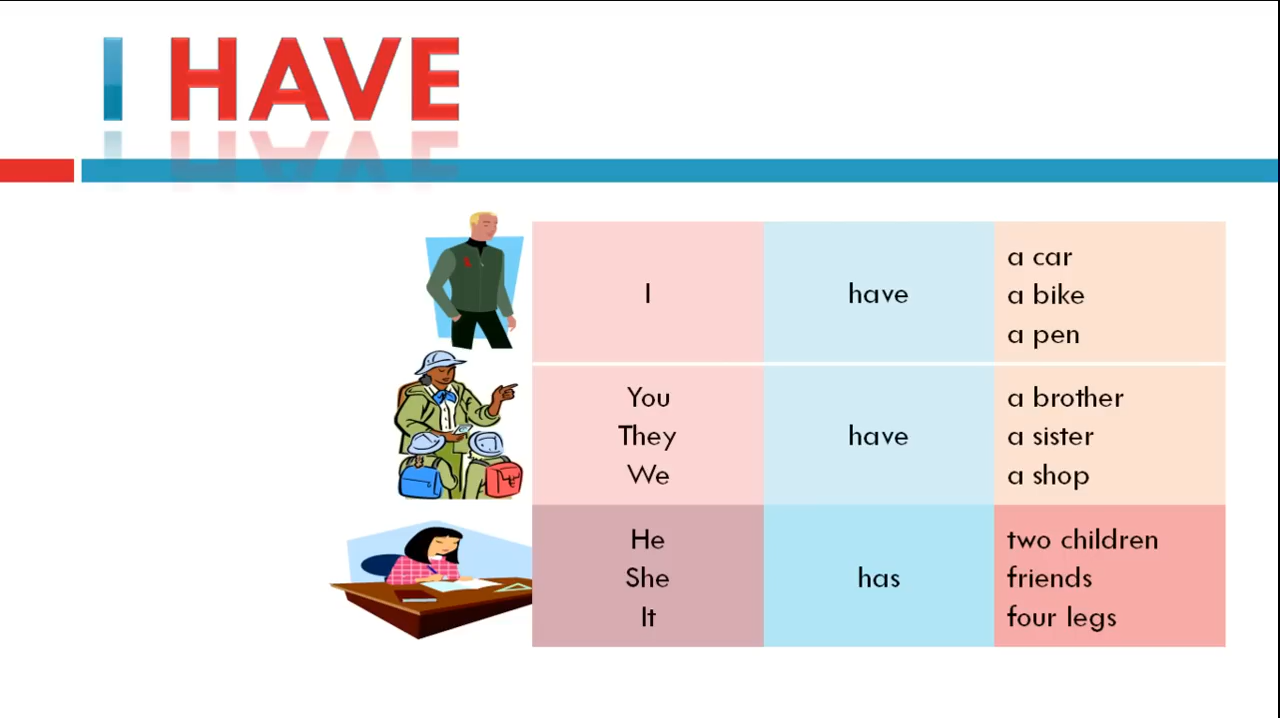 I HAVE
I
have
a car
a bike
a pen
You
They
We
have
a brother
a sister
a shop
He
She
It
has
two children
friends
four legs